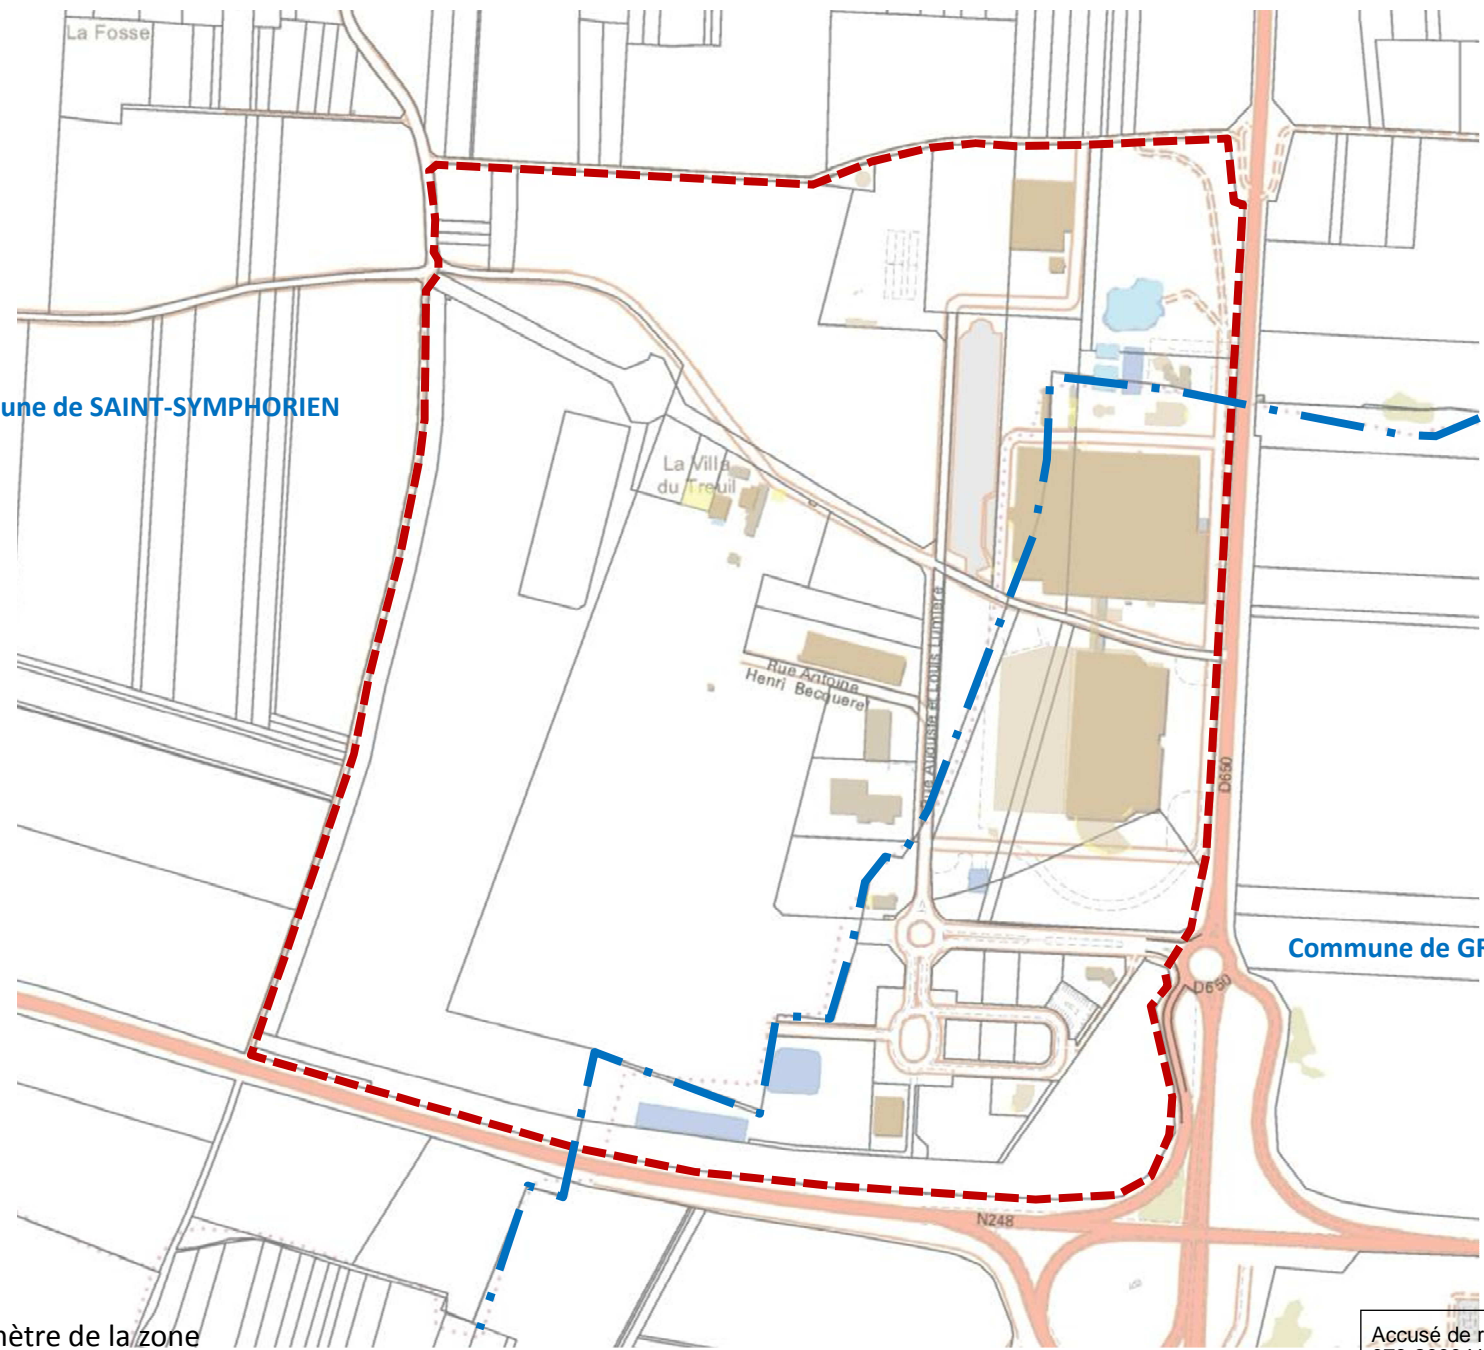 La Fosse
une de SAINT-SYMPHORIEN
La Villa
du Treuil
Rue Antoine
Henri Becquerel
Rue Auguste et Louis Lumière
D650
Commune de GR
D650
N248
mètre de la zone
Accusé de r